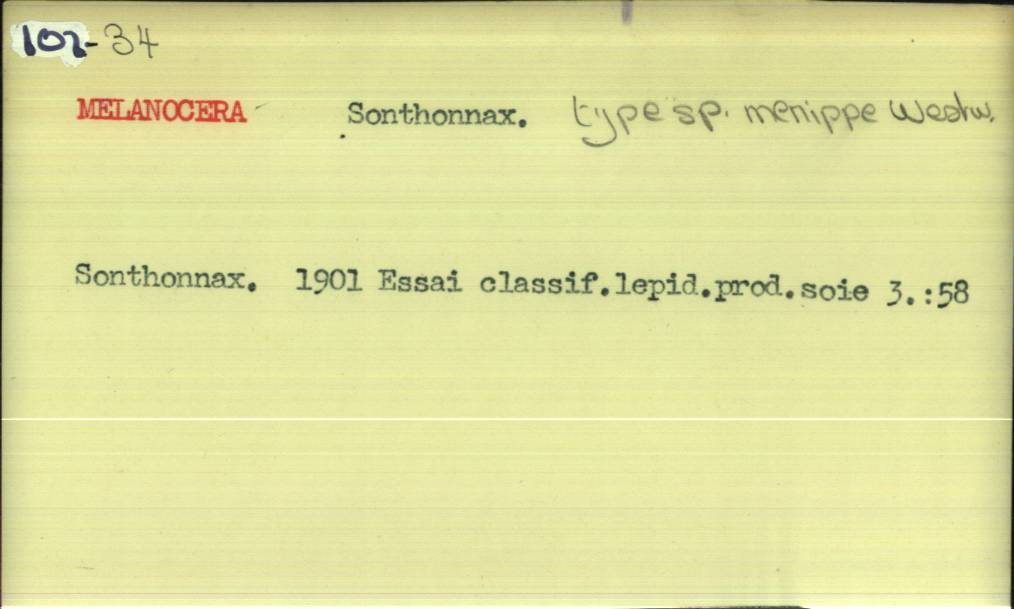 102-34
MELANOCERA Sonthonnax. type sp. menippe Westw.
Sonthonnax. 1901 Essai classif.lepid.prod.soie 3.:58